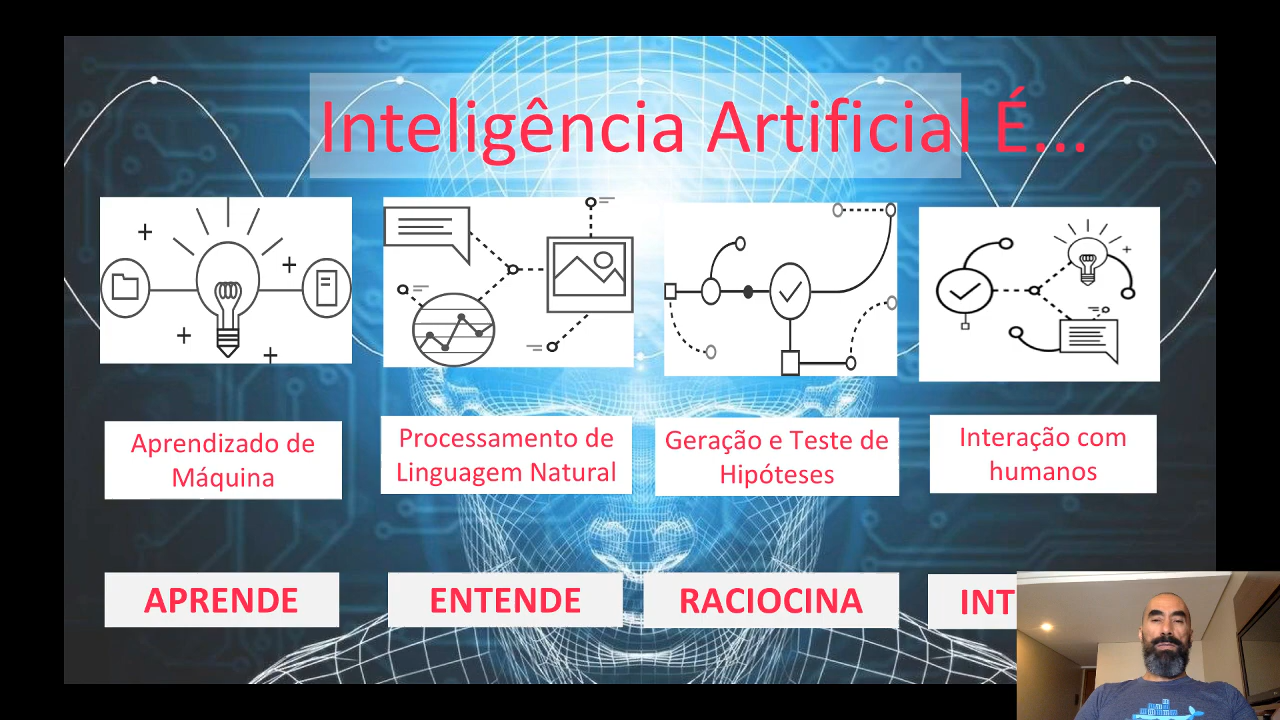 Inteligência Artificial É...
Aprendizado de
Máquina
Processamento de
Linguagem Natural
Geração e Teste de
Hipóteses
Interação com
humanos
APRENDE
ENTENDE
RACIOCINA
INT